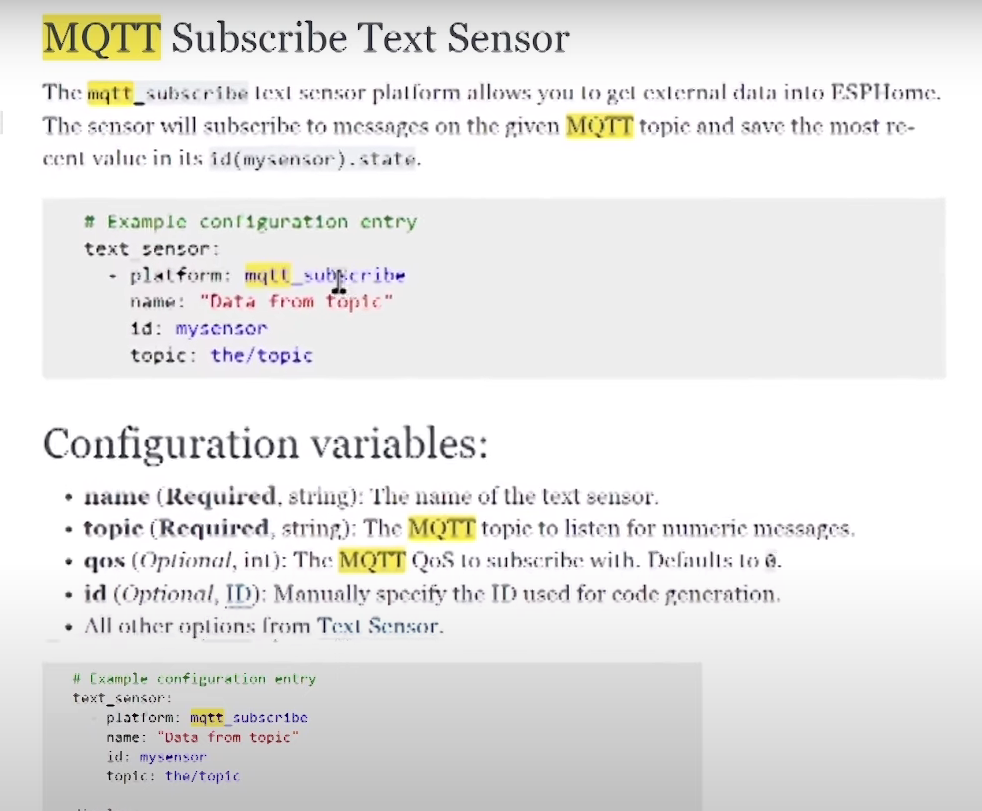 MQTT Subscribe Text Sensor
The mqtt_subscribe text sensor platform allows you to get external data into ESPHome.
The sensor will subscribe to messages on the given MQTT topic and save the most re-
cent value in its id(mysensor).state.
# Example configuration entry
text_sensor:
- platform: mqtt_subscribe
name: "Data from topic"
id: mysensor
topic: the/topic
Configuration variables:
• name (Required, string): The name of the text sensor.
• topic (Required, string): The MQTT topic to listen for numeric messages.
• qos (Optional, int): The MQTT QoS to subscribe with. Defaults to 0.
• id (Optional, ID): Manually specify the ID used for code generation.
• All other options from Text Sensor.
# Example configuration entry
text_sensor:
- platform: mqtt_subscribe
name: "Data from topic"
id: mysensor
topic: the/topic